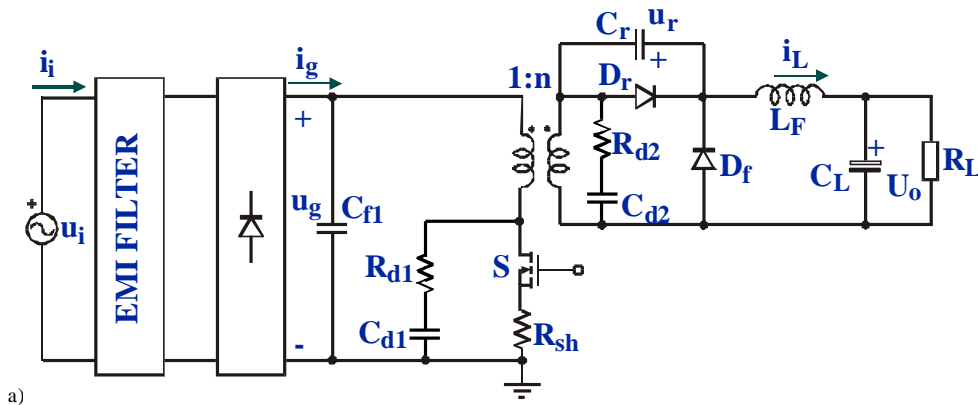 i_i
EMI FILTER
u_i
i_g
+
u_g
-
C_f1
1:n
R_d1
C_d1
S
R_sh
C_r
u_r
+
D_r
R_d2
C_d2
D_f
i_L
L_F
+
C_L
U_o
R_L
+
a)